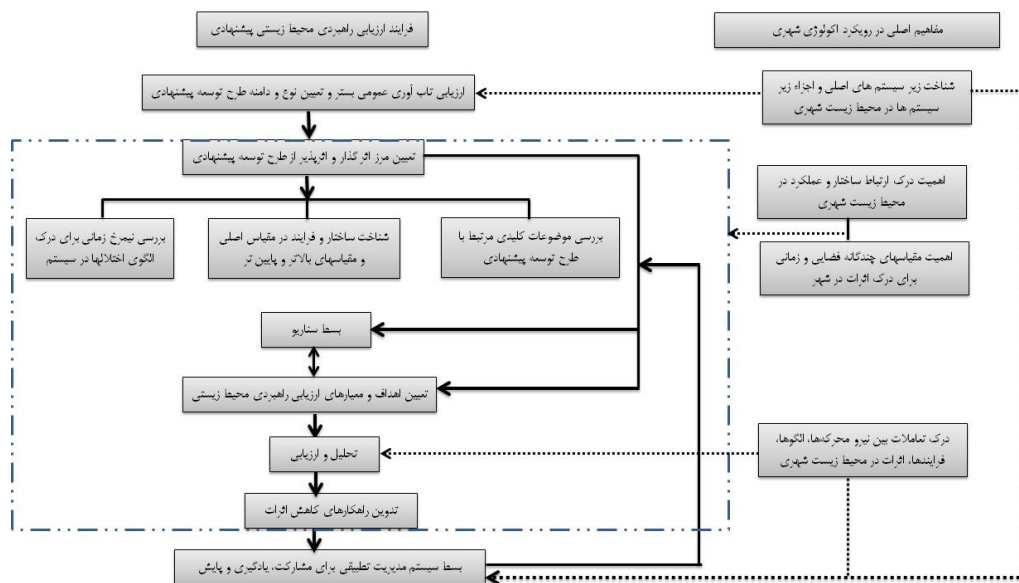 مفاهیم اصلی در رویکرد اکولوژی شهری
فرایند ارزیابی راهبردی محیط زیستی پیشنهادی
شناخت زیر سیستم های اصلی و اجزاء زیر
سیستم ها در محیط زیست شهری
ارزیابی تاب آوری عمومی بستر و تعیین نوع و دامنه طرح توسعه پیشنهادی
تعیین مرز اثرگذار و اثرپذیر از طرح توسعه پیشنهادی
اهمیت درک ارتباط ساختار و عملکرد در
محیط زیست شهری
اهمیت مقیاسهای چندگانه فضایی و زمانی
برای درک اثرات در شهر
بررسی موضوعات کلیدی مرتبط با
طرح توسعه پیشنهادی
شناخت ساختار و فرایند در مقیاس اصلی
و مقیاسهای بالاتر و پایین تر
بررسی نیمرخ زمانی برای درک
الگوی اختلالها در سیستم
بسط سناریو
تعیین اهداف و معیارهای ارزیابی راهبردی محیط زیستی
درک تعاملات بین نیرو محرکه‌ها، الگوها،
فرایندها، اثرات در محیط زیست شهری
تحلیل و ارزیابی
تدوین راهکارهای کاهش اثرات
بسط سیستم مدیریت تطبیقی برای مشارکت، یادگیری و پایش